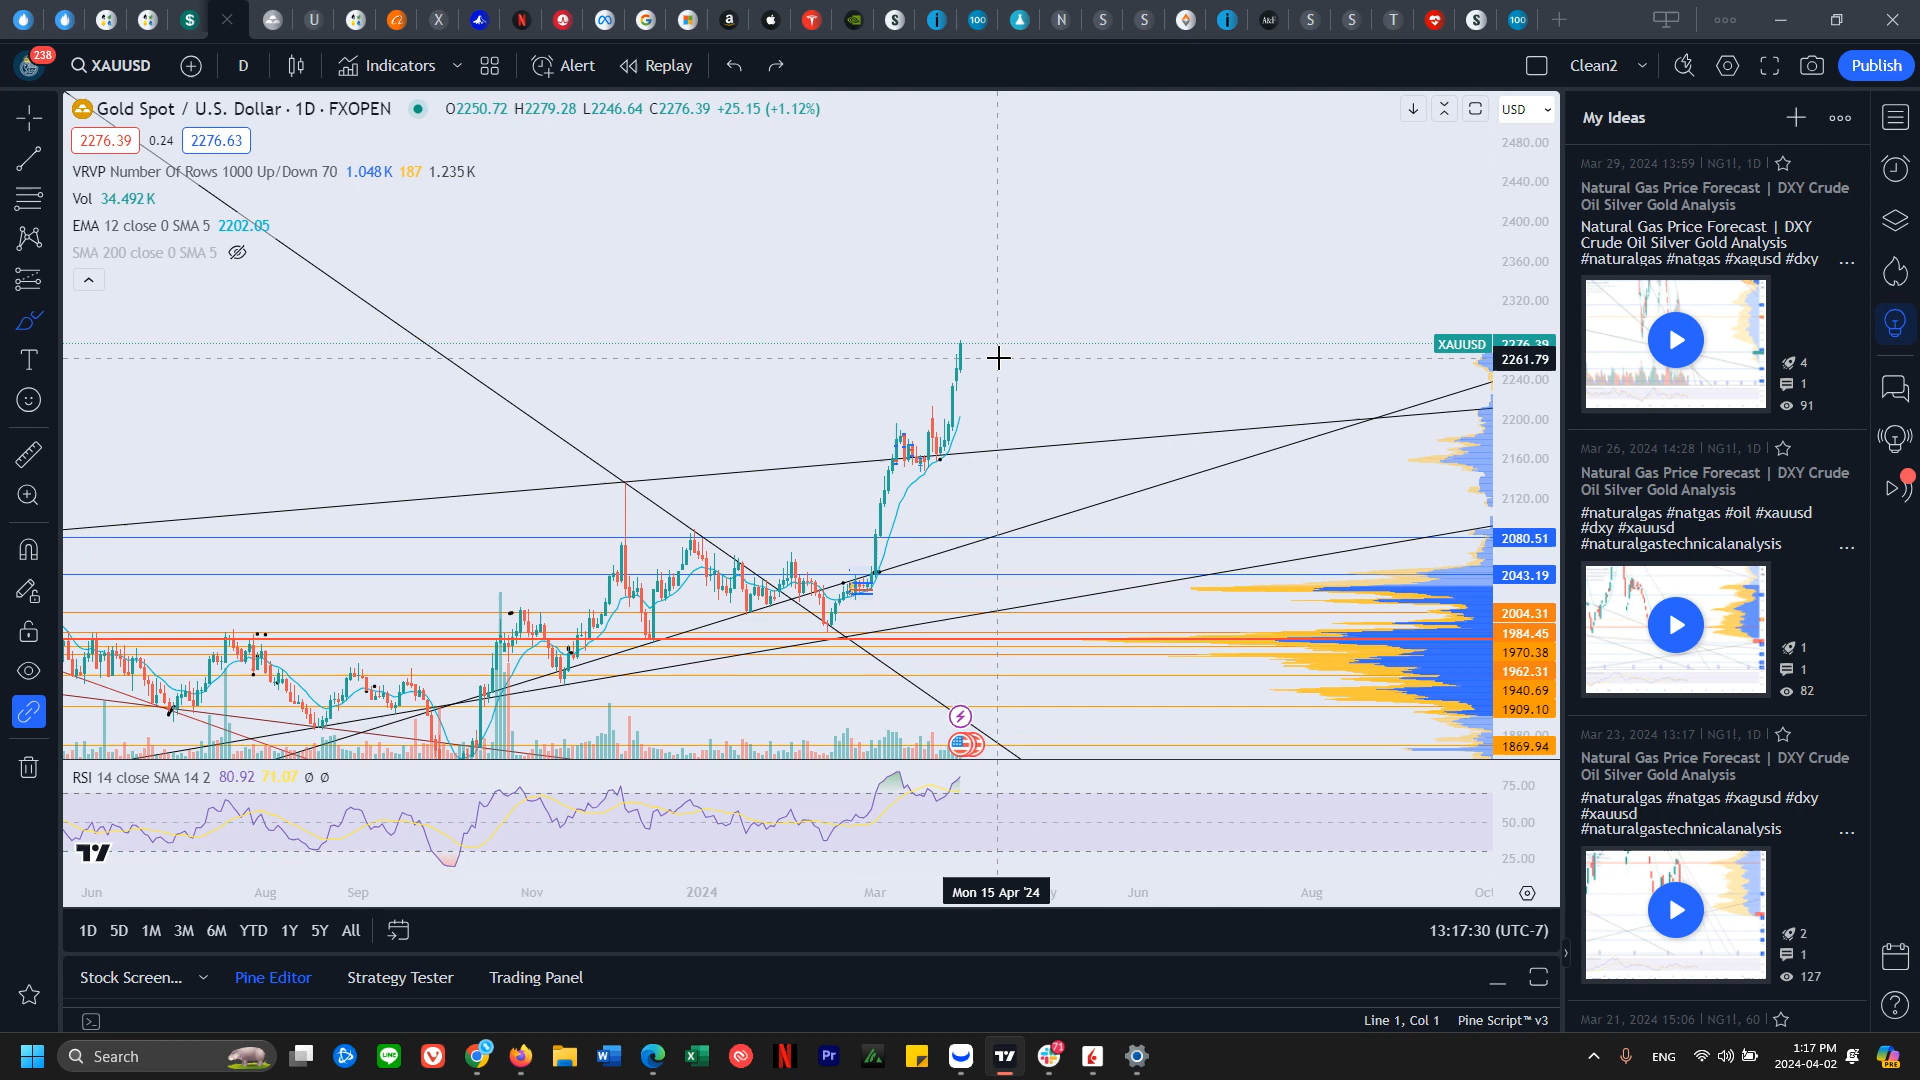 238
XAUUSD
D
Indicators
Alert
Replay
Clean2
Publish
Gold Spot / U.S. Dollar · 1D · FXOPEN
O2250.72 H2279.28 L2246.64 C2276.39 +25.15 (+1.12%)
USD
2276.39 0.24 2276.63
VRVP Number Of Rows 1000 Up/Down 70 1.048K 187 1.235K
Vol 34.492K
EMA 12 close 0 SMA 5 2202.05
SMA 200 close 0 SMA 5
2480.00
2440.00
2400.00
2360.00
2320.00
XAUUSD 2276.39
2261.79
2240.00
2200.00
2160.00
2120.00
2080.51
2043.19
2004.31
1984.45
1970.38
1962.31
1940.69
1909.10
1880.00
1869.94
RSI 14 close SMA 14 2 80.92 71.07 Ø Ø
75.00
50.00
25.00
Jun Aug Sep Nov 2024 Mar Mon 15 Apr '24 Jun Aug Oct
1D 5D 1M 3M 6M YTD 1Y 5Y All
13:17:30 (UTC-7)
Stock Screen... Pine Editor Strategy Tester Trading Panel
Line 1, Col 1 Pine Script™ v3
My Ideas
Mar 29, 2024 13:59 | NG1!, 1D
Natural Gas Price Forecast | DXY Crude
Oil Silver Gold Analysis
Natural Gas Price Forecast | DXY
Crude Oil Silver Gold Analysis
#naturalgas #natgas #xagusd #dxy ...
4
1
91
Mar 26, 2024 14:28 | NG1!, 1D
Natural Gas Price Forecast | DXY Crude
Oil Silver Gold Analysis
#naturalgas #natgas #oil #xauusd
#dxy #xauusd
#naturalgastechnicalanalysis ...
1
1
82
Mar 23, 2024 13:17 | NG1!, 1D
Natural Gas Price Forecast | DXY Crude
Oil Silver Gold Analysis
#naturalgas #natgas #xagusd #dxy
#xauusd
#naturalgastechnicalanalysis ...
2
1
127
Mar 21, 2024 15:06 | NG1!, 60
Search
71
ENG
1:17 PM
2024-04-02